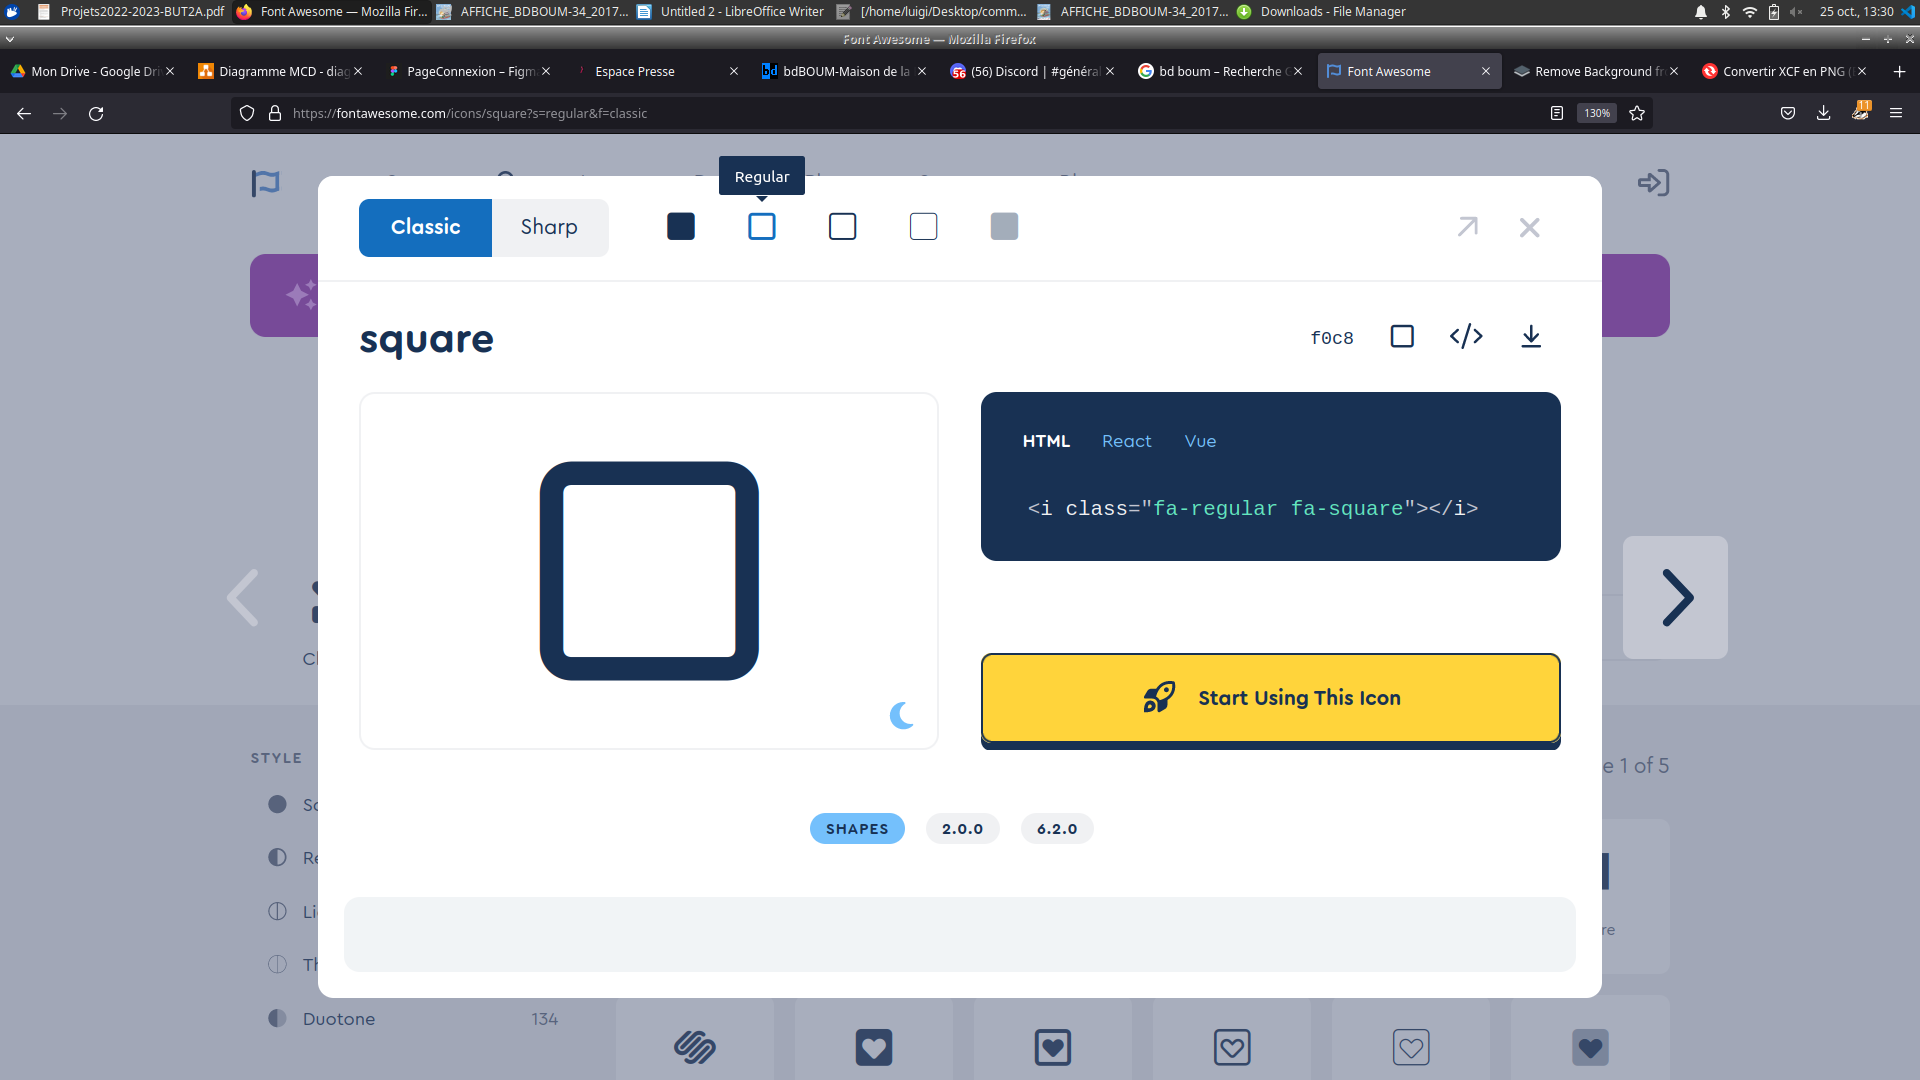 Projets2022-2023-BUT2A.pdf
Font Awesome — Mozilla Fir...
AFFICHE_BDBOUM-34_2017...
Untitled 2 - LibreOffice Writer
[/home/luigi/Desktop/comm...
AFFICHE_BDBOUM-34_2017...
Downloads - File Manager
25 oct., 13:30
Font Awesome — Mozilla Firefox
Mon Drive - Google Dri
Diagramme MCD - diag
PageConnexion – Figma
Espace Presse
bdBOUM-Maison de la
(56) Discord | #général
bd boum – Recherche G
Font Awesome
Remove Background fr
Convertir XCF en PNG (
https://fontawesome.com/icons/square?s=regular&f=classic
130%
11
Regular
Classic
Sharp
square
f0c8
HTML
React
Vue
<i class="fa-regular fa-square"></i>
Start Using This Icon
SHAPES
2.0.0
6.2.0
STYLE
e 1 of 5
So
Re
Li
Th
re
Duotone
134